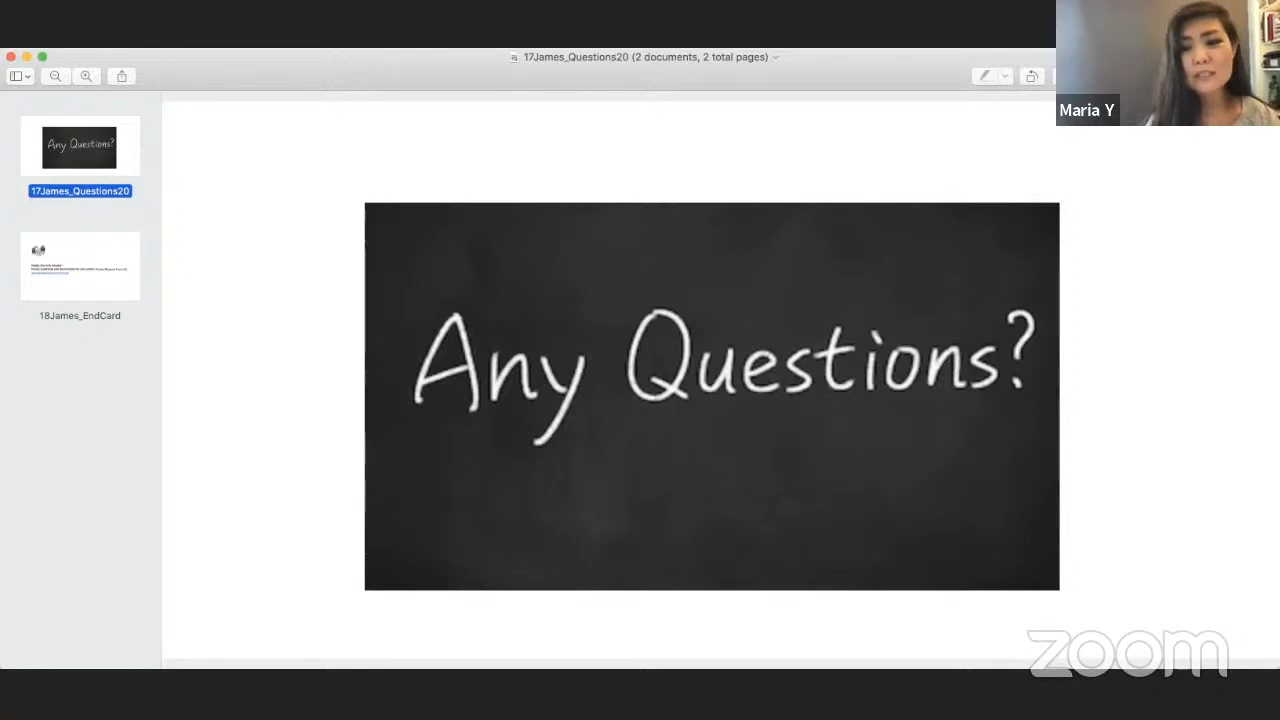 17James_Questions20 (2 documents, 2 total pages)
Maria Y
Any Questions?
17James_Questions20
18James_EndCard
Any Questions?
zoom